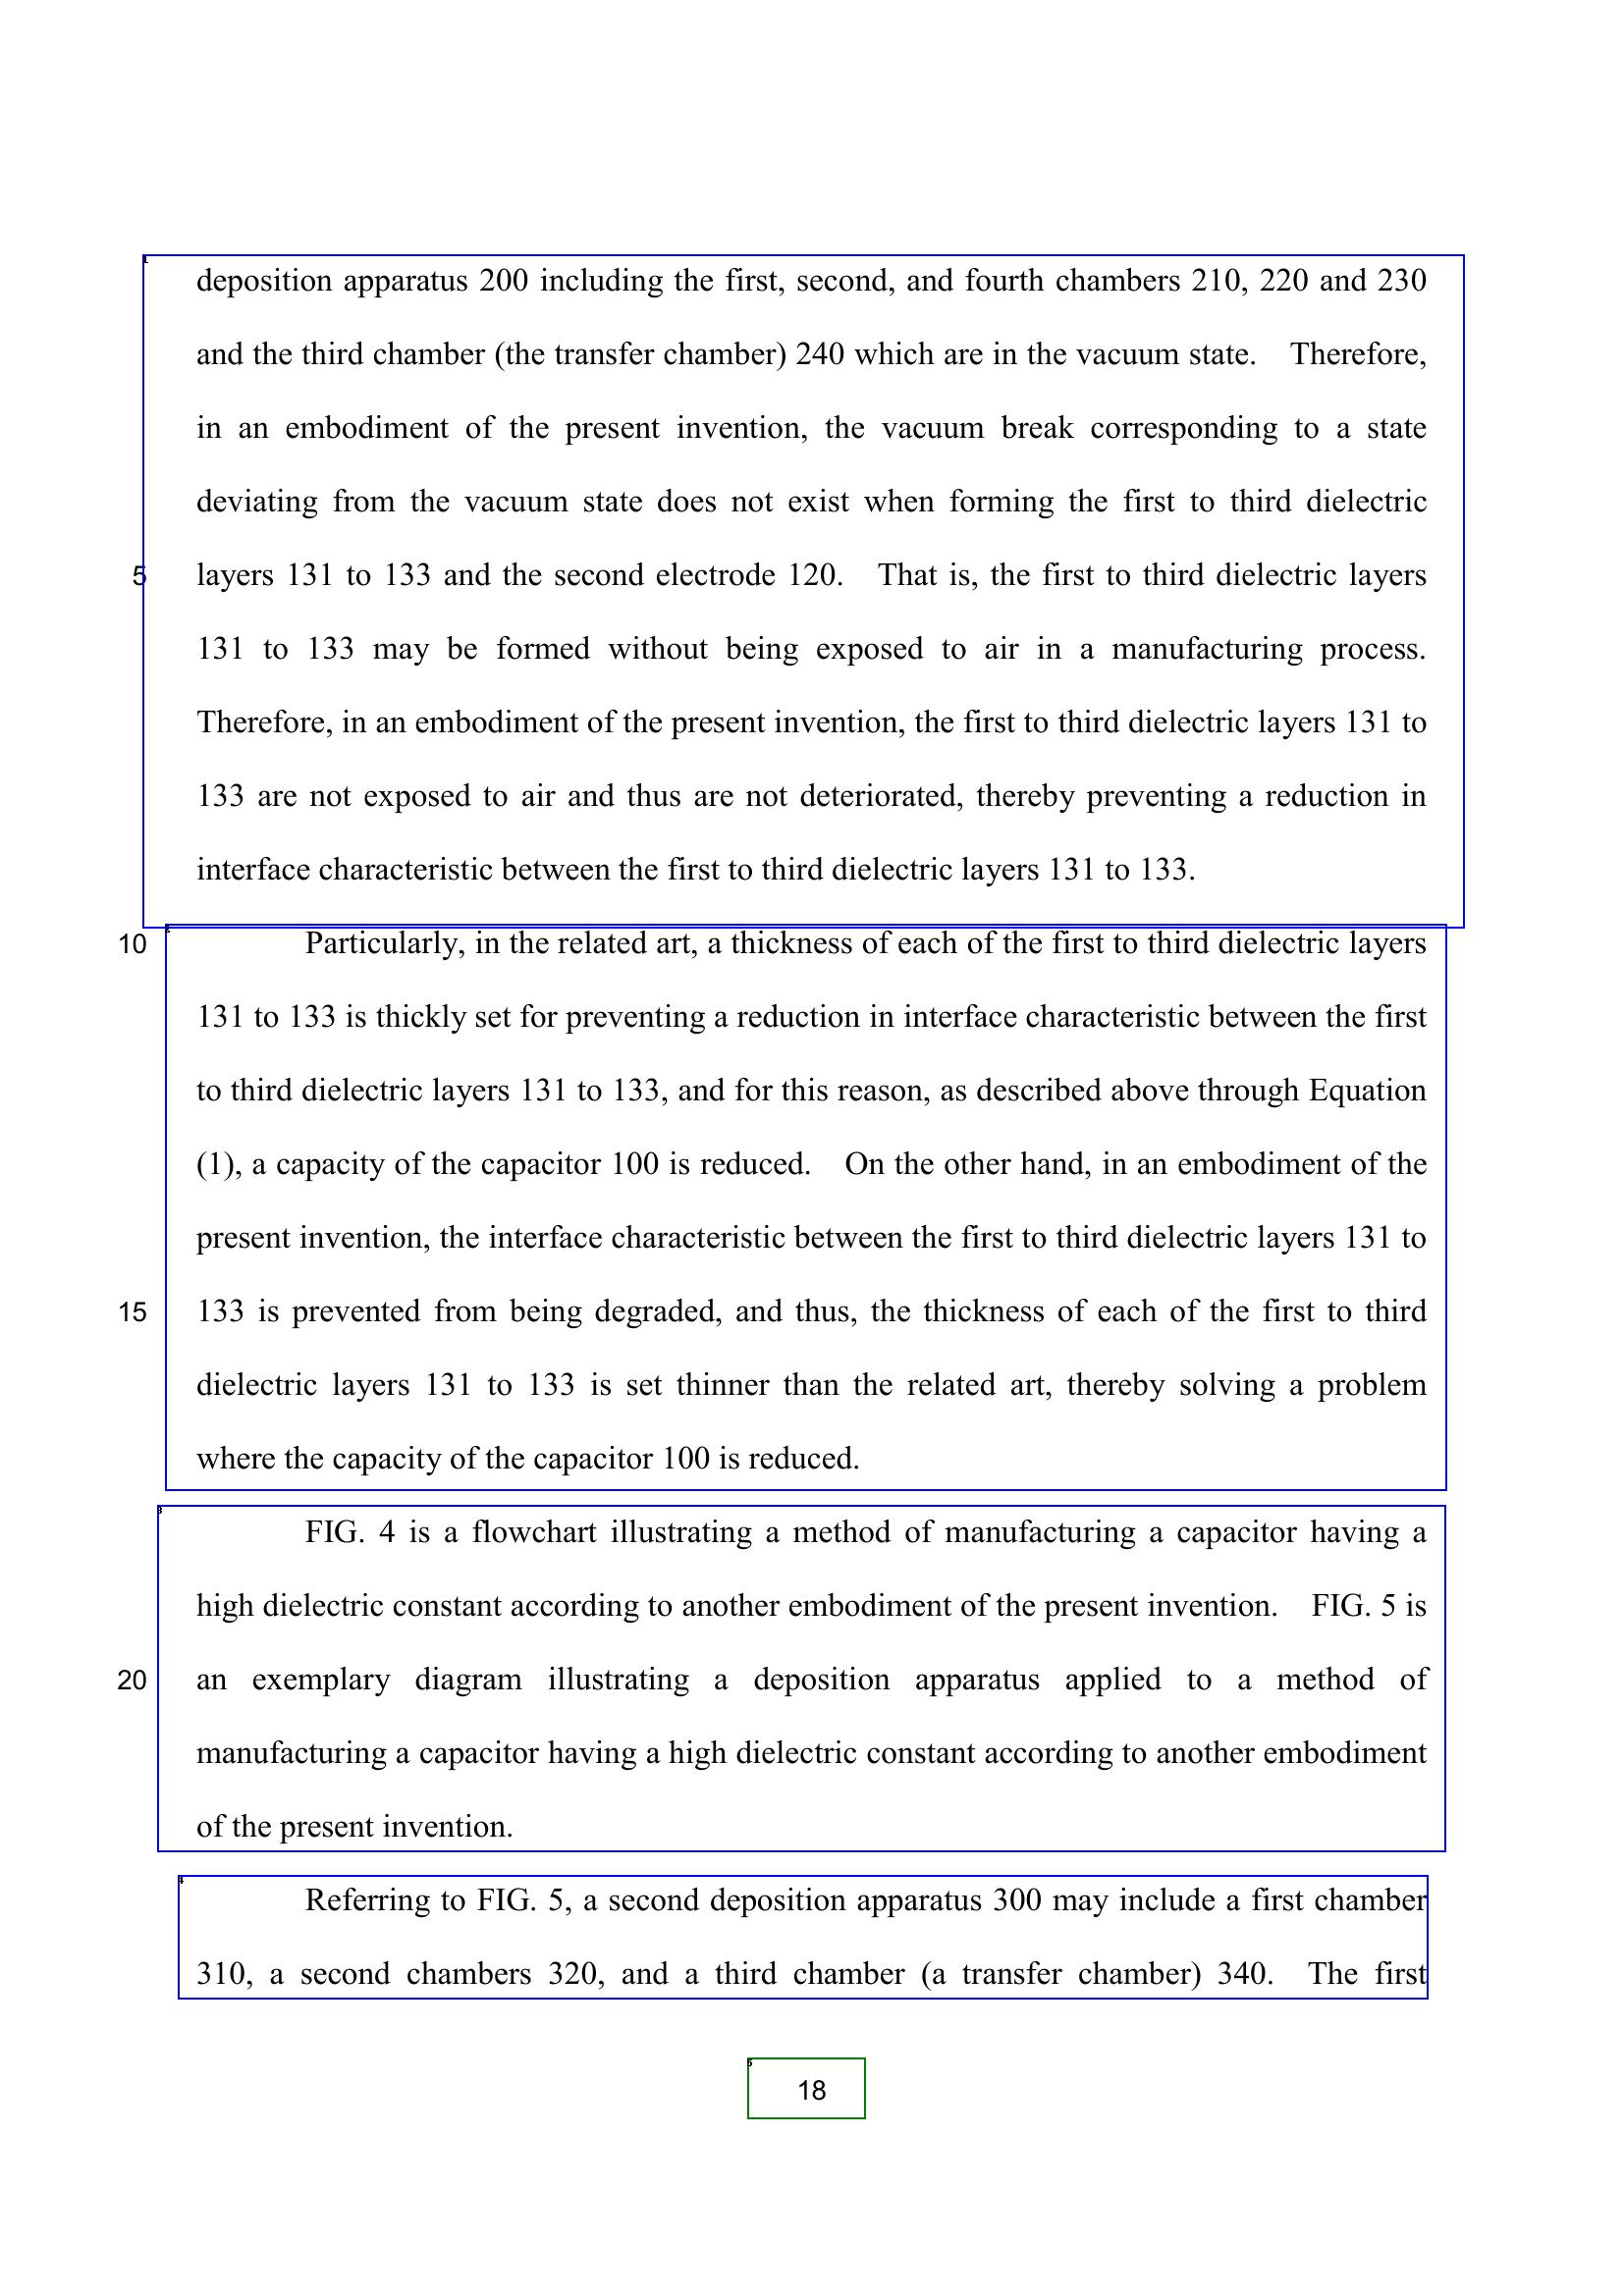 deposition apparatus 200 including the first, second, and fourth chambers 210, 220 and 230
and the third chamber (the transfer chamber) 240 which are in the vacuum state. Therefore,
in an embodiment of the present invention, the vacuum break corresponding to a state
deviating from the vacuum state does not exist when forming the first to third dielectric
5 layers 131 to 133 and the second electrode 120. That is, the first to third dielectric layers
131 to 133 may be formed without being exposed to air in a manufacturing process.
Therefore, in an embodiment of the present invention, the first to third dielectric layers 131 to
133 are not exposed to air and thus are not deteriorated, thereby preventing a reduction in
interface characteristic between the first to third dielectric layers 131 to 133.
10 Particularly, in the related art, a thickness of each of the first to third dielectric layers
131 to 133 is thickly set for preventing a reduction in interface characteristic between the first
to third dielectric layers 131 to 133, and for this reason, as described above through Equation
(1), a capacity of the capacitor 100 is reduced. On the other hand, in an embodiment of the
present invention, the interface characteristic between the first to third dielectric layers 131 to
15 133 is prevented from being degraded, and thus, the thickness of each of the first to third
dielectric layers 131 to 133 is set thinner than the related art, thereby solving a problem
where the capacity of the capacitor 100 is reduced.
3
FIG. 4 is a flowchart illustrating a method of manufacturing a capacitor having a
high dielectric constant according to another embodiment of the present invention. FIG. 5 is
20 an exemplary diagram illustrating a deposition apparatus applied to a method of
manufacturing a capacitor having a high dielectric constant according to another embodiment
of the present invention.
4
Referring to FIG. 5, a second deposition apparatus 300 may include a first chamber
310, a second chambers 320, and a third chamber (a transfer chamber) 340. The first
5
18